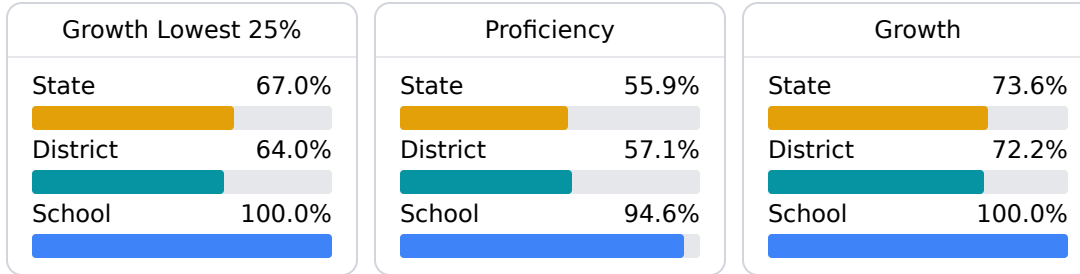 Growth Lowest 25%
State 67.0%
District 64.0%
School 100.0%
Proficiency
State 55.9%
District 57.1%
School 94.6%
Growth
State 73.6%
District 72.2%
School 100.0%